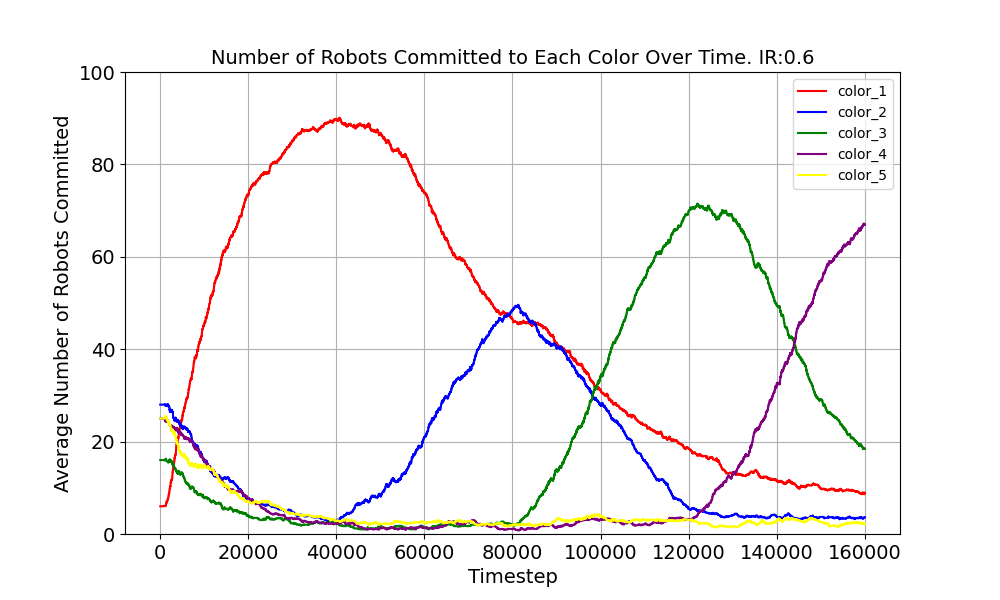 Number of Robots Committed to Each Color Over Time. IR:0.6
Average Number of Robots Committed
100
80
60
40
20
0
color_1
color_2
color_3
color_4
color_5
0 20000 40000 60000 80000 100000 120000 140000 160000
Timestep